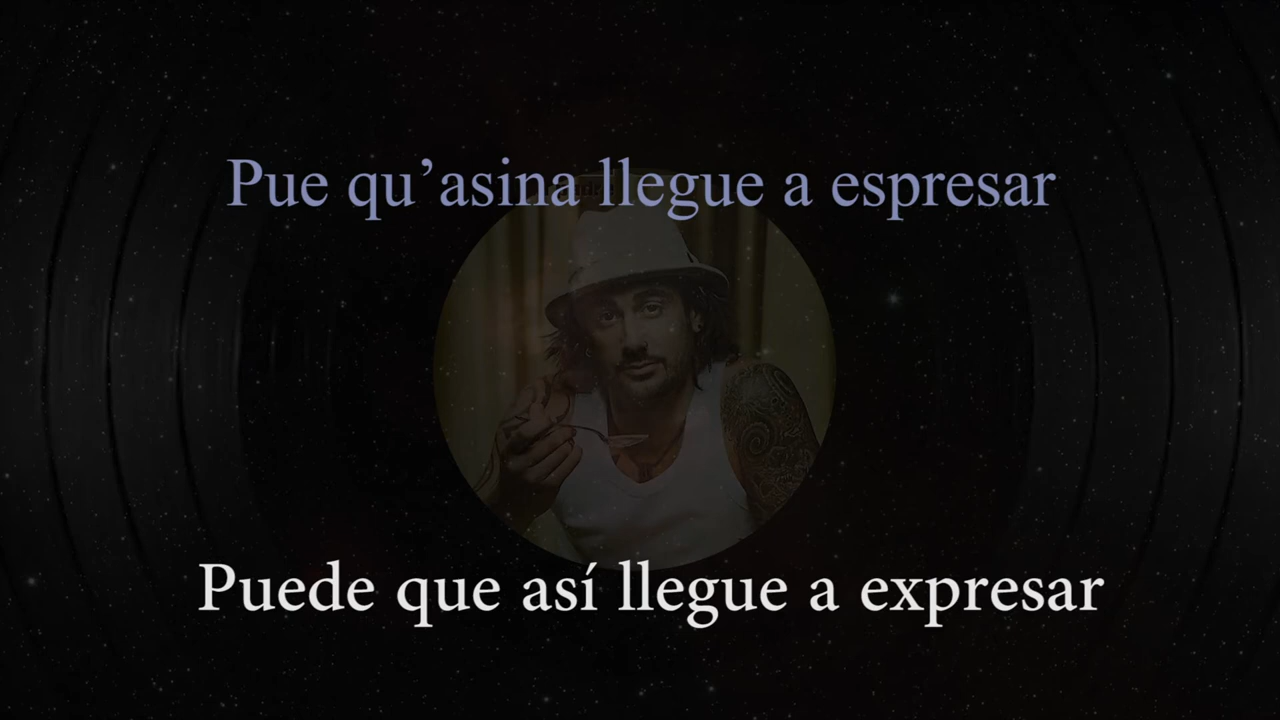 Pue qu’asina llegue a espresar
Puede que así llegue a expresar